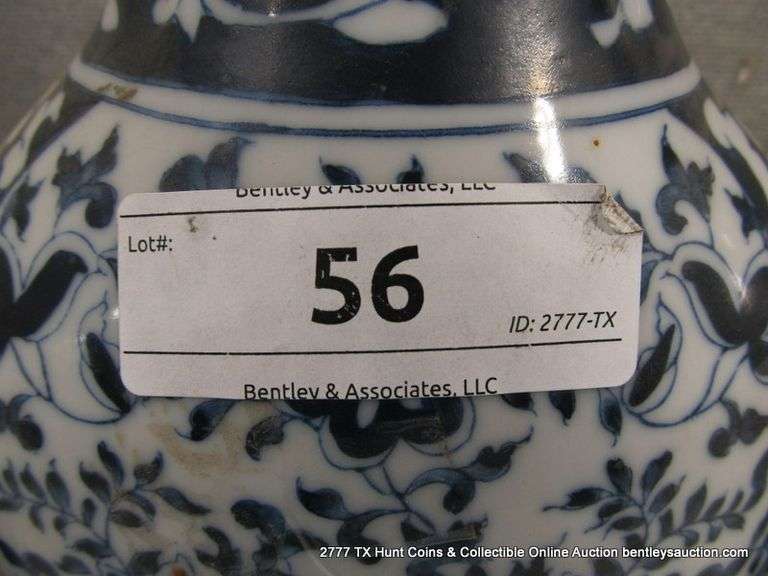 Bentley & Associates, LLC
Lot#:
56
ID: 2777-TX
Bentley & Associates, LLC
2777 TX Hunt Coins & Collectible Online Auction bentleysauction.com